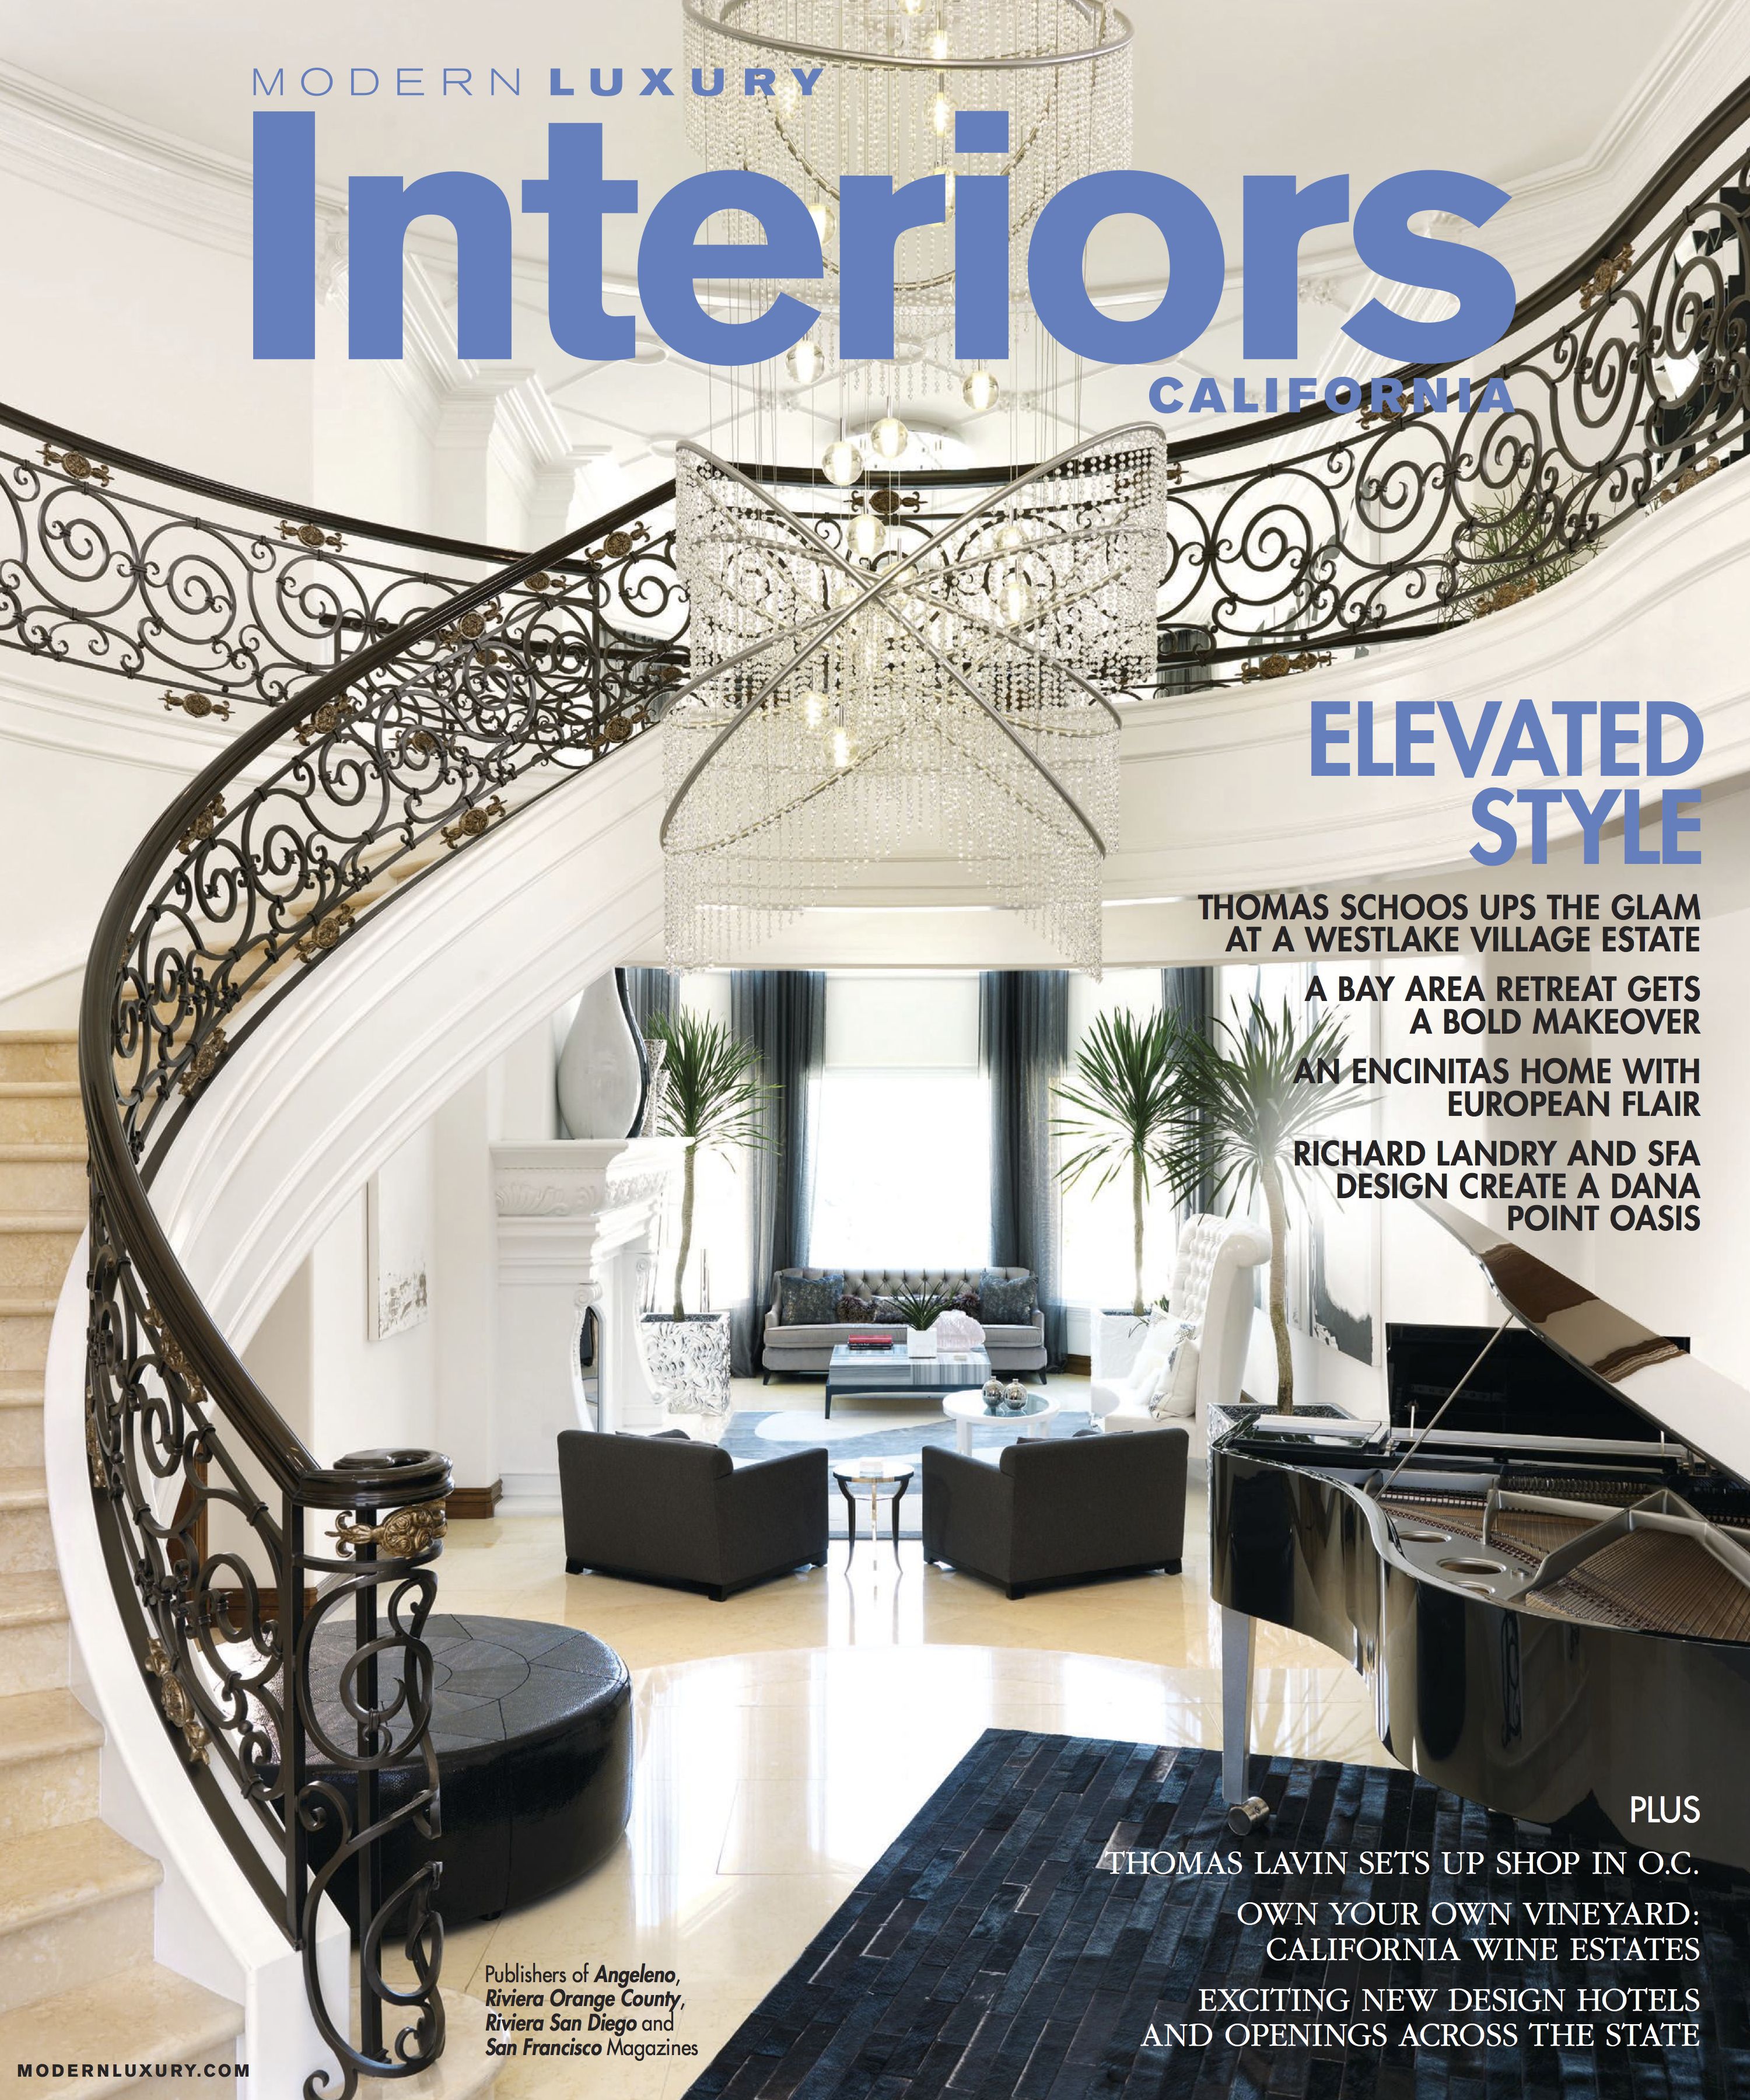 MODERN LUXURY
Interiors
CALIFORNIA
ELEVATED
STYLE
THOMAS SCHOOS UPS THE GLAM
AT A WESTLAKE VILLAGE ESTATE
A BAY AREA RETREAT GETS
A BOLD MAKEOVER
AN ENCINITAS HOME WITH
EUROPEAN FLAIR
RICHARD LANDRY AND SFA
DESIGN CREATE A DANA
POINT OASIS
PLUS
THOMAS LAVIN SETS UP SHOP IN O.C.
OWN YOUR OWN VINEYARD:
CALIFORNIA WINE ESTATES
EXCITING NEW DESIGN HOTELS
AND OPENINGS ACROSS THE STATE
Publishers of Angeleno,
Riviera Orange County,
Riviera San Diego and
San Francisco Magazines
MODERNLUXURY.COM